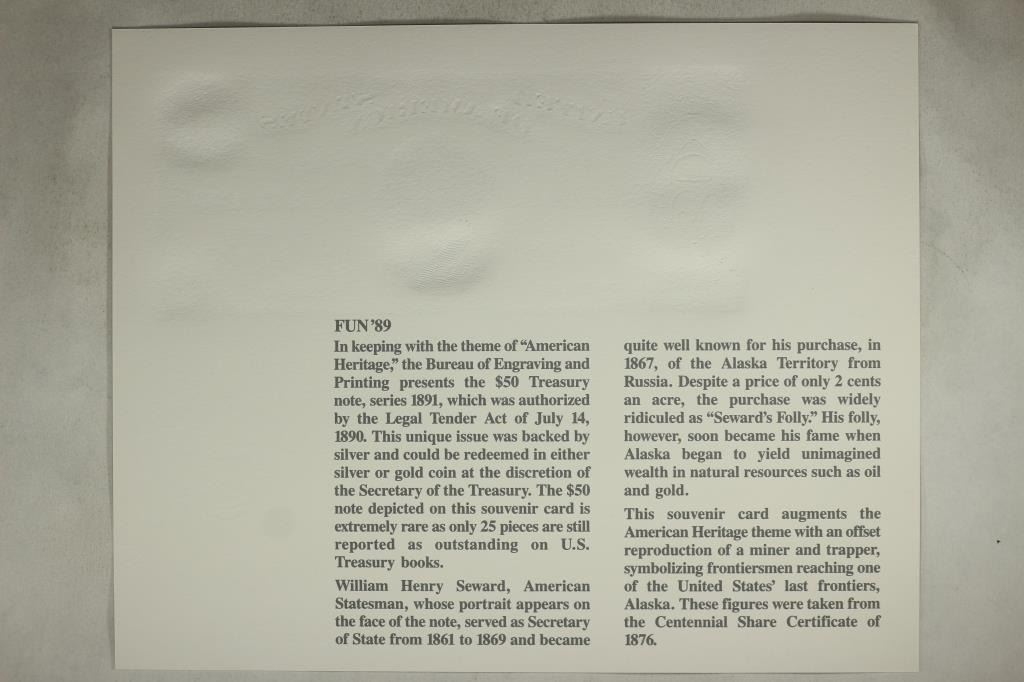 FUN '89
In keeping with the theme of “American
Heritage,” the Bureau of Engraving and
Printing presents the $50 Treasury
note, series 1891, which was authorized
by the Legal Tender Act of July 14,
1890. This unique issue was backed by
silver and could be redeemed in either
silver or gold coin at the discretion of
the Secretary of the Treasury. The $50
note depicted on this souvenir card is
extremely rare as only 25 pieces are still
reported as outstanding on U.S.
Treasury books.
William Henry Seward, American
Statesman, whose portrait appears on
the face of the note, served as Secretary
of State from 1861 to 1869 and became
quite well known for his purchase, in
1867, of the Alaska Territory from
Russia. Despite a price of only 2 cents
an acre, the purchase was widely
ridiculed as “Seward’s Folly.” His folly,
however, soon became his fame when
Alaska began to yield unimagined
wealth in natural resources such as oil
and gold.
This souvenir card augments the
American Heritage theme with an offset
reproduction of a miner and trapper,
symbolizing frontiersmen reaching one
of the United States’ last frontiers,
Alaska. These figures were taken from
the Centennial Share Certificate of
1876.